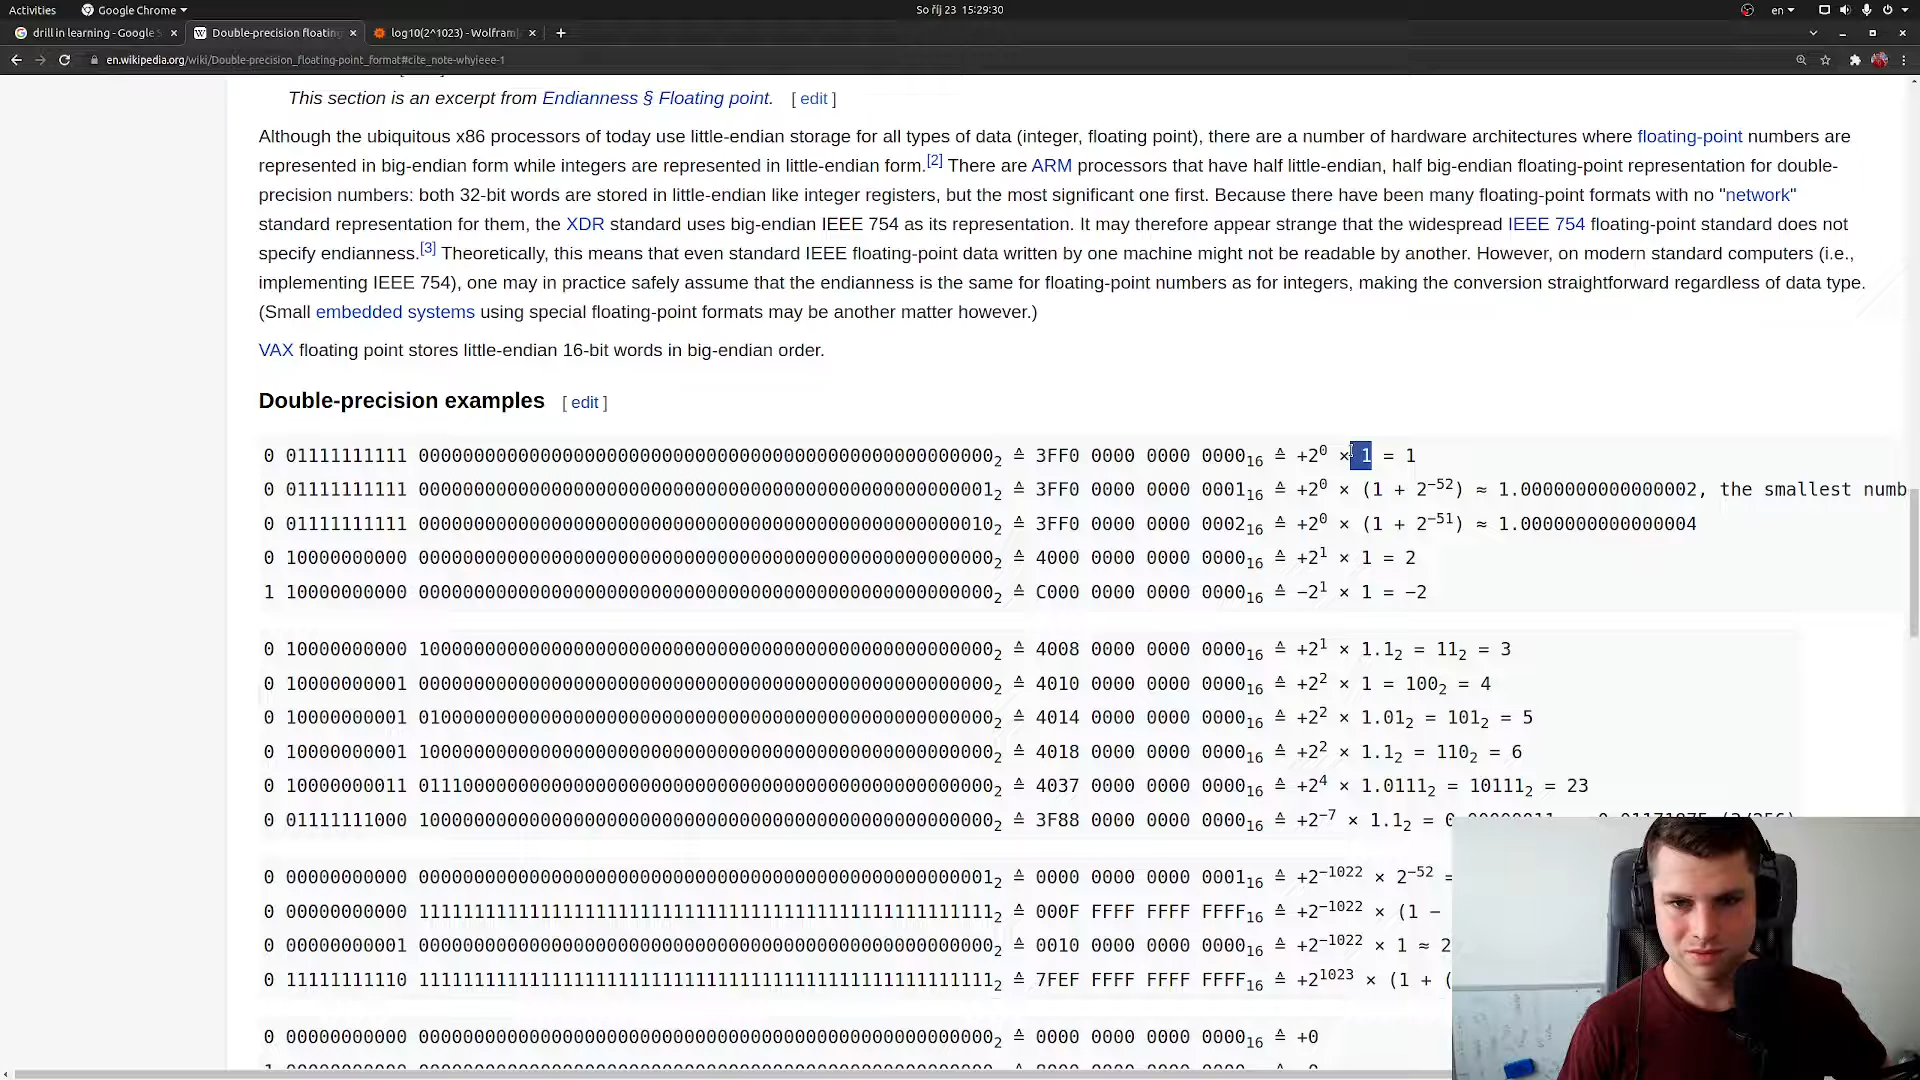 Activities Google Chrome So říj 23 15:29:30 en
drill in learning - Google S Double-precision floating log10(2^1023) - Wolfram|
en.wikipedia.org/wiki/Double-precision_floating-point_format#cite_note-whyieee-1
This section is an excerpt from Endianness § Floating point. [ edit ]
Although the ubiquitous x86 processors of today use little-endian storage for all types of data (integer, floating point), there are a number of hardware architectures where floating-point numbers are
represented in big-endian form while integers are represented in little-endian form.[2] There are ARM processors that have half little-endian, half big-endian floating-point representation for double-
precision numbers: both 32-bit words are stored in little-endian like integer registers, but the most significant one first. Because there have been many floating-point formats with no "network"
standard representation for them, the XDR standard uses big-endian IEEE 754 as its representation. It may therefore appear strange that the widespread IEEE 754 floating-point standard does not
specify endianness.[3] Theoretically, this means that even standard IEEE floating-point data written by one machine might not be readable by another. However, on modern standard computers (i.e.,
implementing IEEE 754), one may in practice safely assume that the endianness is the same for floating-point numbers as for integers, making the conversion straightforward regardless of data type.
(Small embedded systems using special floating-point formats may be another matter however.)
VAX floating point stores little-endian 16-bit words in big-endian order.
Double-precision examples [ edit ]
0 01111111111 0000000000000000000000000000000000000000000000000000₂ ≙ 3FF0 0000 0000 0000₁₆ ≙ +2⁰ × 1 = 1
0 01111111111 0000000000000000000000000000000000000000000000000001₂ ≙ 3FF0 0000 0000 0001₁₆ ≙ +2⁰ × (1 + 2⁻⁵²) ≈ 1.0000000000000002, the smallest numb
0 01111111111 0000000000000000000000000000000000000000000000000010₂ ≙ 3FF0 0000 0000 0002₁₆ ≙ +2⁰ × (1 + 2⁻⁵¹) ≈ 1.0000000000000004
0 10000000000 0000000000000000000000000000000000000000000000000000₂ ≙ 4000 0000 0000 0000₁₆ ≙ +2¹ × 1 = 2
1 10000000000 0000000000000000000000000000000000000000000000000000₂ ≙ C000 0000 0000 0000₁₆ ≙ −2¹ × 1 = −2
0 10000000000 1000000000000000000000000000000000000000000000000000₂ ≙ 4008 0000 0000 0000₁₆ ≙ +2¹ × 1.1₂ = 11₂ = 3
0 10000000001 0000000000000000000000000000000000000000000000000000₂ ≙ 4010 0000 0000 0000₁₆ ≙ +2² × 1 = 100₂ = 4
0 10000000001 0100000000000000000000000000000000000000000000000000₂ ≙ 4014 0000 0000 0000₁₆ ≙ +2² × 1.01₂ = 101₂ = 5
0 10000000001 1000000000000000000000000000000000000000000000000000₂ ≙ 4018 0000 0000 0000₁₆ ≙ +2² × 1.1₂ = 110₂ = 6
0 10000000011 0111000000000000000000000000000000000000000000000000₂ ≙ 4037 0000 0000 0000₁₆ ≙ +2⁴ × 1.0111₂ = 10111₂ = 23
0 01111111000 1000000000000000000000000000000000000000000000000000₂ ≙ 3F88 0000 0000 0000₁₆ ≙ +2⁻⁷ × 1.1₂ =
0 00000000000 0000000000000000000000000000000000000000000000000001₂ ≙ 0000 0000 0000 0001₁₆ ≙ +2⁻¹⁰²² × 2⁻⁵² =
0 00000000000 1111111111111111111111111111111111111111111111111111₂ ≙ 000F FFFF FFFF FFFF₁₆ ≙ +2⁻¹⁰²² × (1 −
0 00000000001 0000000000000000000000000000000000000000000000000000₂ ≙ 0010 0000 0000 0000₁₆ ≙ +2⁻¹⁰²² × 1 ≈ 2
0 11111111110 1111111111111111111111111111111111111111111111111111₂ ≙ 7FEF FFFF FFFF FFFF₁₆ ≙ +2¹⁰²³ × (1 + (
0 00000000000 0000000000000000000000000000000000000000000000000000₂ ≙ 0000 0000 0000 0000₁₆ ≙ +0